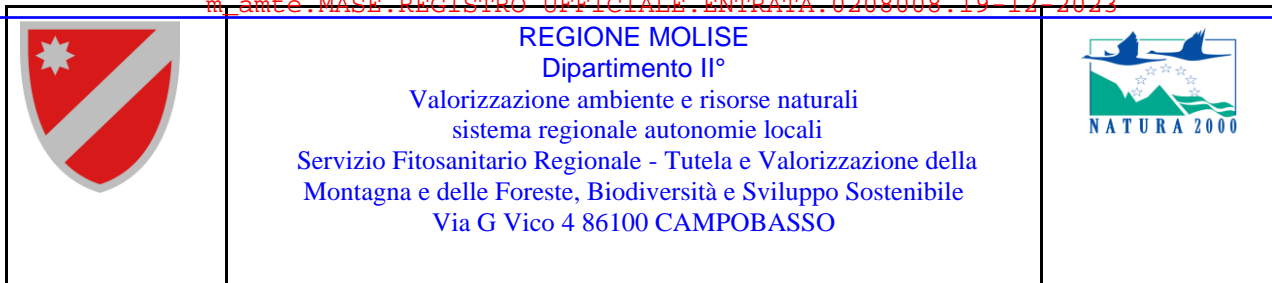 m_amte.MASE.REGISTRO UFFICIALE.ENTRATA.0208008.19-12-2023
REGIONE MOLISE
Dipartimento II°
Valorizzazione ambiente e risorse naturali
sistema regionale autonomie locali
Servizio Fitosanitario Regionale - Tutela e Valorizzazione della
Montagna e delle Foreste, Biodiversità e Sviluppo Sostenibile
Via G Vico 4 86100 CAMPOBASSO
NATURA 2000